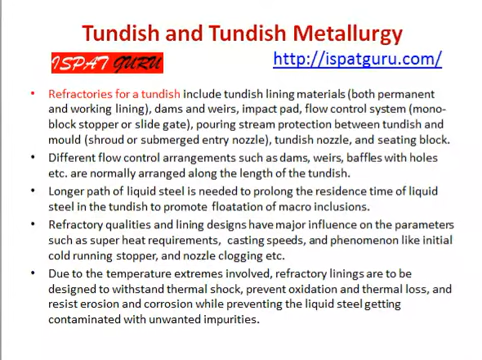 Tundish and Tundish Metallurgy
ISPAT GURU
http://ispatguru.com/
• Refractories for a tundish include tundish lining materials (both permanent
and working lining), dams and weirs, impact pad, flow control system (mono-
block stopper or slide gate), pouring stream protection between tundish and
mould (shroud or submerged entry nozzle), tundish nozzle, and seating block.
• Different flow control arrangements such as dams, weirs, baffles with holes
etc. are normally arranged along the length of the tundish.
• Longer path of liquid steel is needed to prolong the residence time of liquid
steel in the tundish to promote floatation of macro inclusions.
• Refractory qualities and lining designs have major influence on the parameters
such as super heat requirements, casting speeds, and phenomenon like initial
cold running stopper, and nozzle clogging etc.
• Due to the temperature extremes involved, refractory linings are to be
designed to withstand thermal shock, prevent oxidation and thermal loss, and
resist erosion and corrosion while preventing the liquid steel getting
contaminated with unwanted impurities.